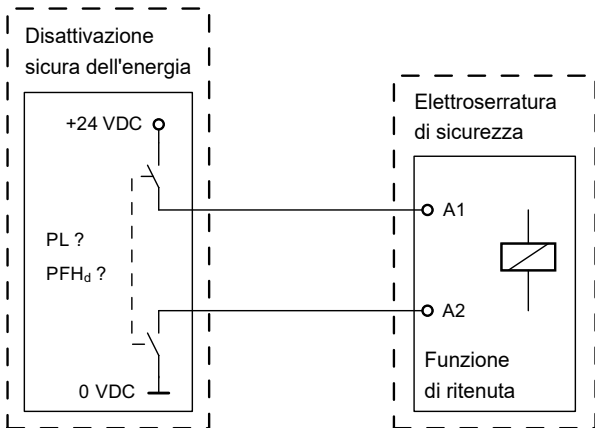 Disattivazione
sicura dell'energia
+24 VDC
PL ?
PFHd ?
0 VDC
Elettroserratura
di sicurezza
A1
A2
Funzione
di ritenuta